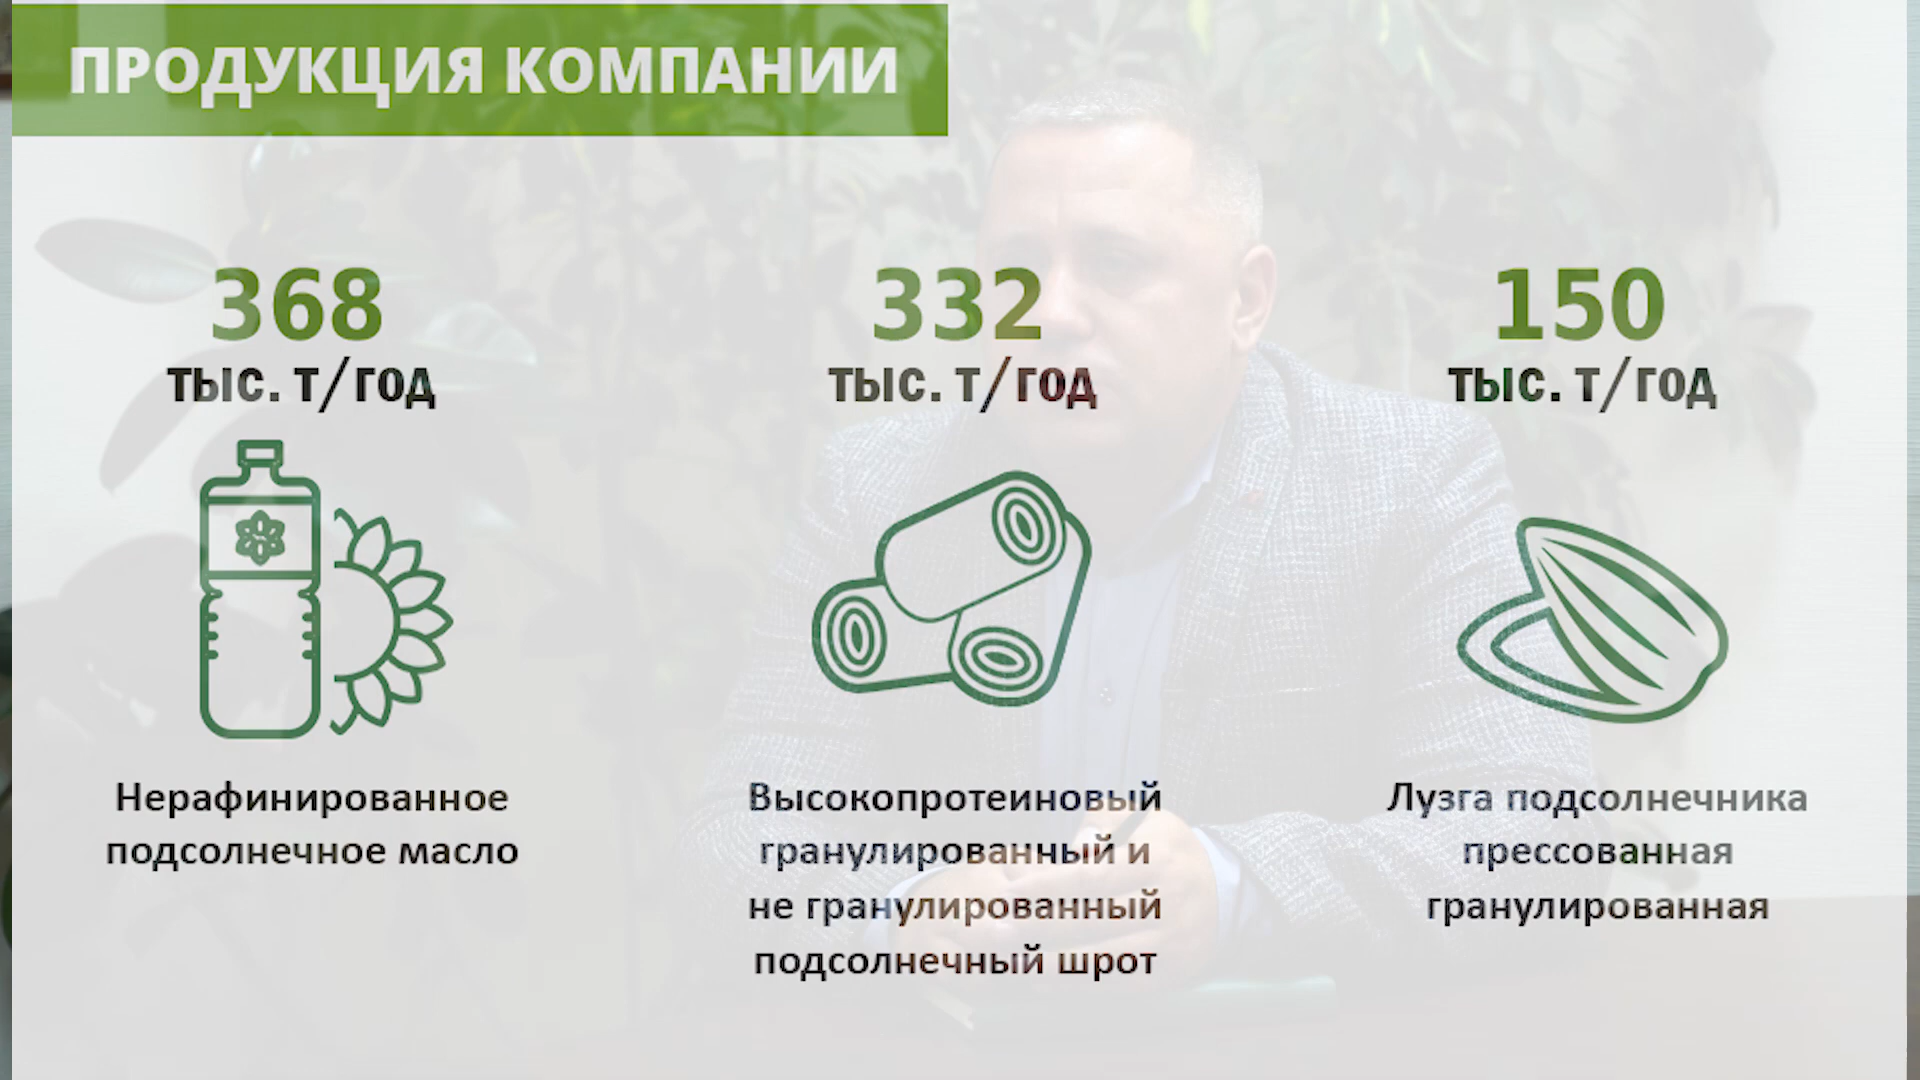 ПРОДУКЦИЯ КОМПАНИИ
368
ТЫС. Т/ГОД
Нерафинированное
подсолнечное масло
332
ТЫС. Т/ГОД
Высокопротеиновый
гранулированный и
не гранулированный
подсолнечный шрот
150
ТЫС. Т/ГОД
Лузга подсолнечника
прессованная
гранулированная